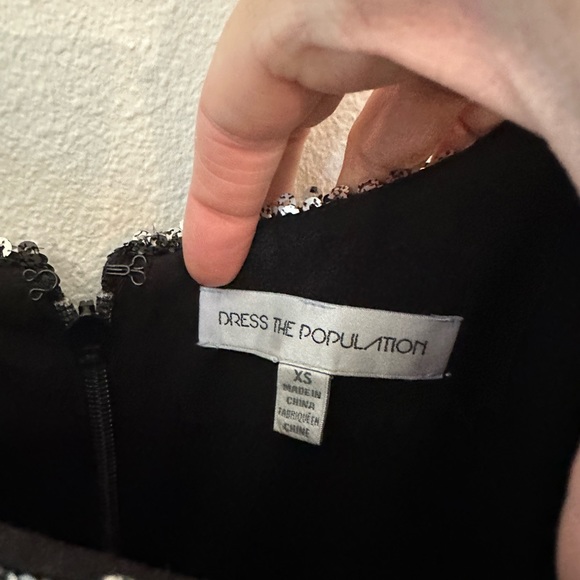 DRESS THE POPULATION
XS
MADE IN
CHINA
FABRIQUÉ EN
CHINE